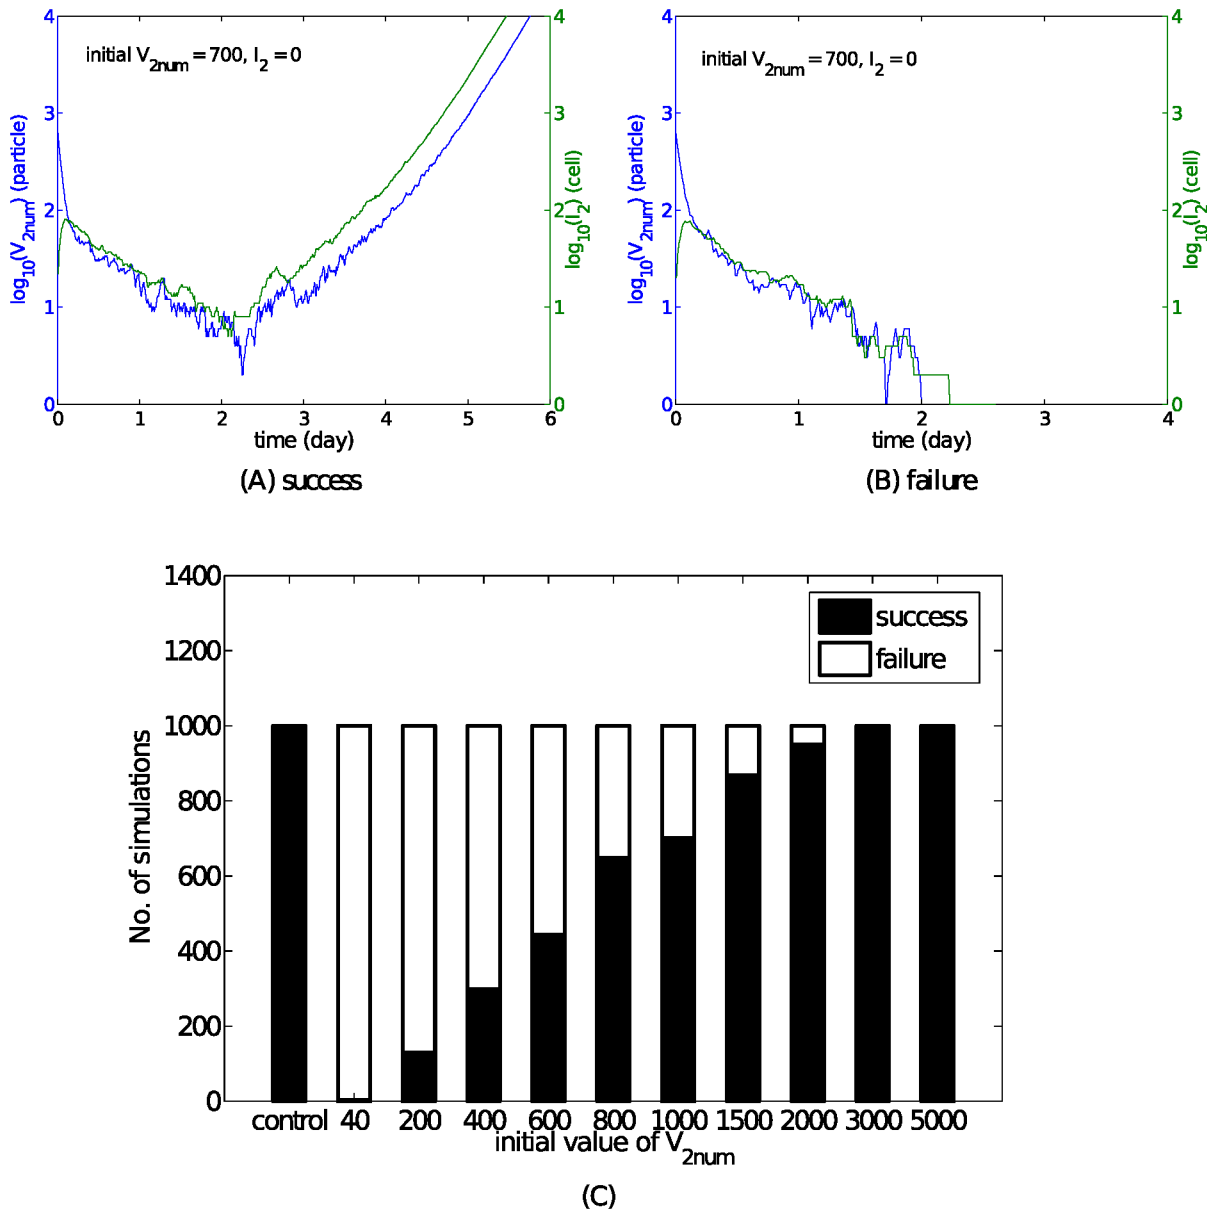 initial V2num = 700, I2 = 0
log10(V2num) (particle)
4
3
2
1
0
log10(I2) (cell)
4
3
2
1
0
0 1 2 3 4 5 6
time (day)
(A) success
initial V2num = 700, I2 = 0
log10(V2num) (particle)
4
3
2
1
0
log10(I2) (cell)
4
3
2
1
0
0 1 2 3 4
time (day)
(B) failure
No. of simulations
1400
1200
1000
800
600
400
200
0
success
failure
control 40 200 400 600 800 1000 1500 2000 3000 5000
initial value of V2num
(C)